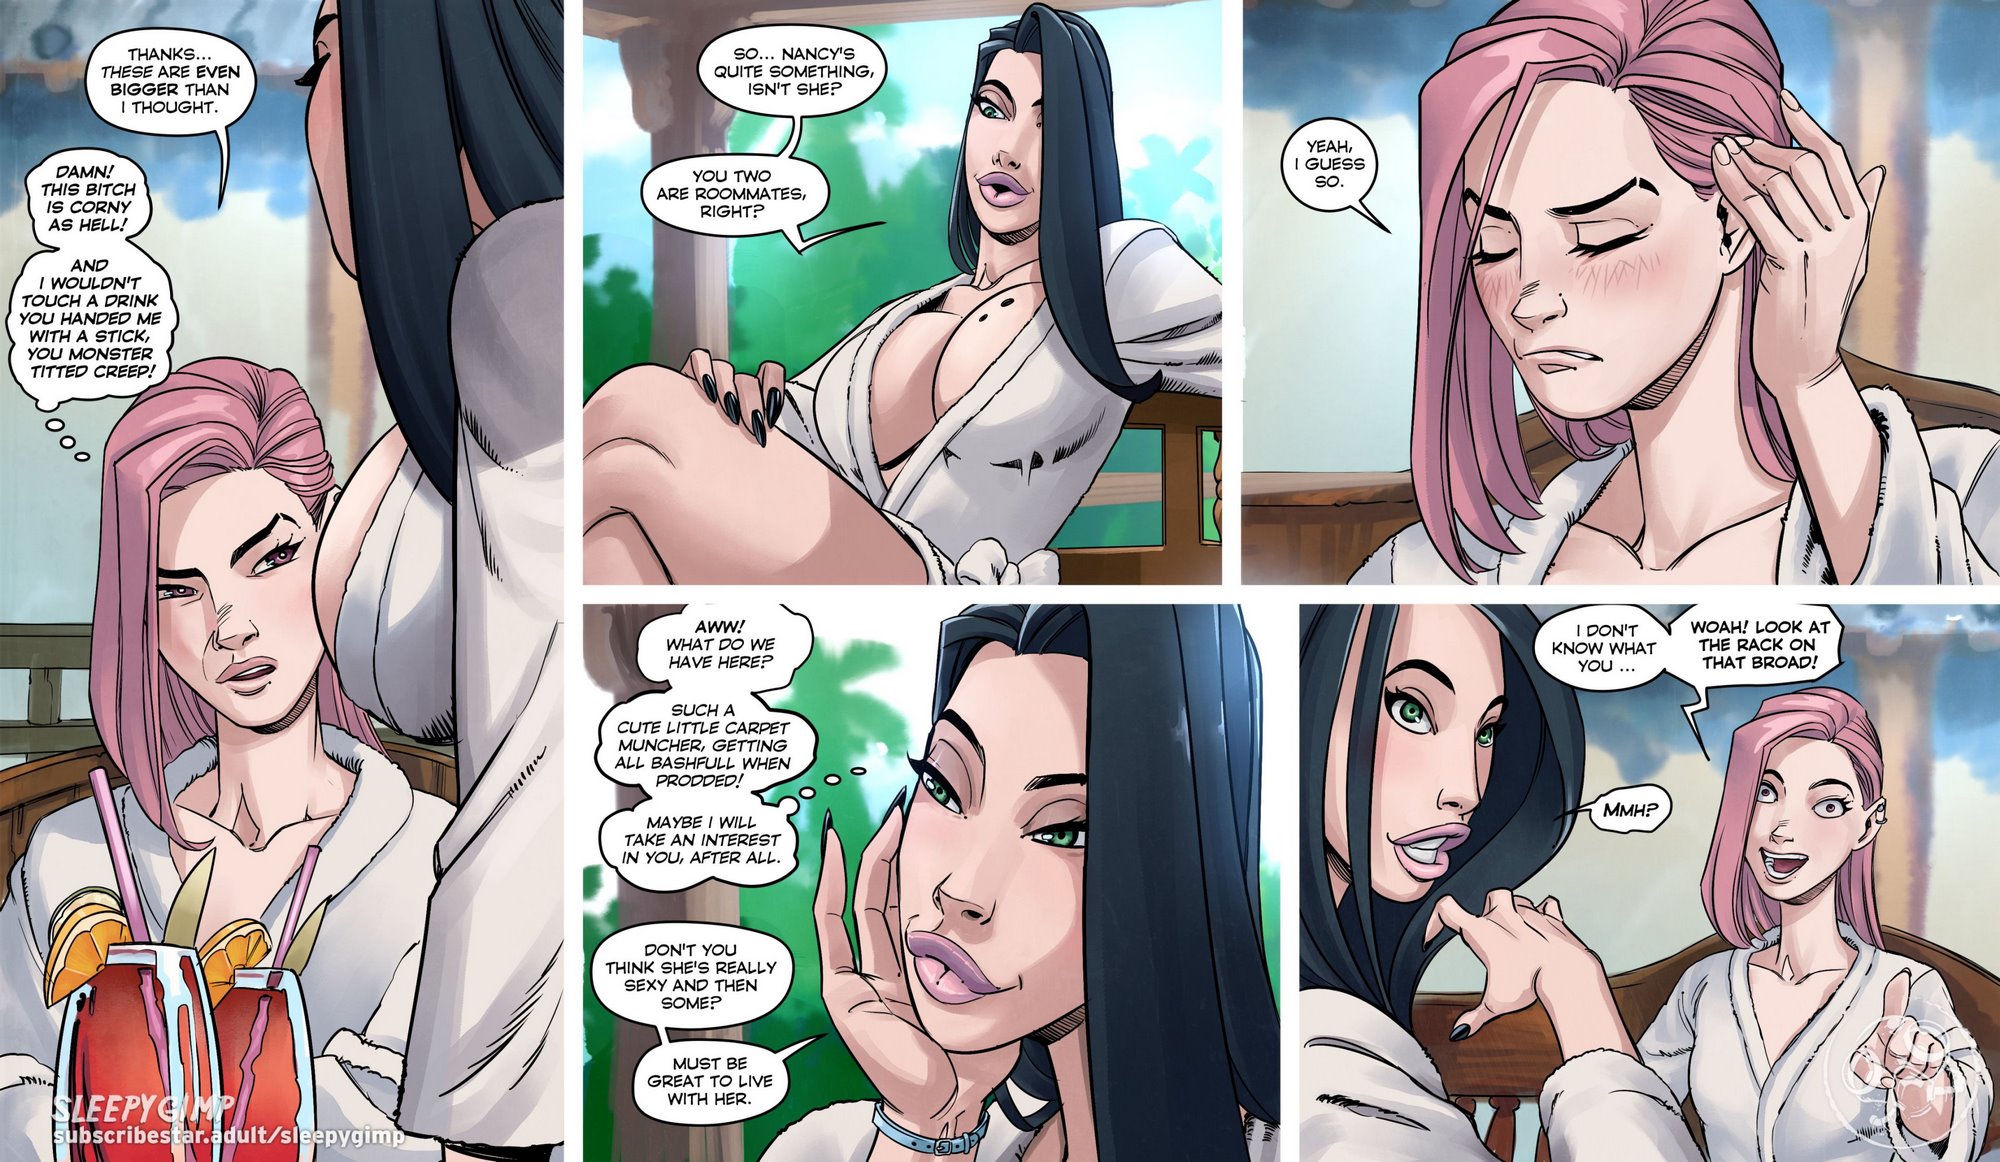 THANKS...
THESE ARE EVEN
BIGGER THAN
I THOUGHT.
DAMN!
THIS BITCH
IS CORNY
AS HELL!
AND
I WOULDN'T
TOUCH A DRINK
YOU HANDED ME
WITH A STICK,
YOU MONSTER
TITTED CREEP!
SO... NANCY'S
QUITE SOMETHING,
ISN'T SHE?
YOU TWO
ARE ROOMMATES,
RIGHT?
YEAH,
I GUESS
SO.
AWW!
WHAT DO WE
HAVE HERE?
SUCH A
CUTE LITTLE CARPET
MUNCHER, GETTING
ALL BASHFULL WHEN
PRODDED!
MAYBE I WILL
TAKE AN INTEREST
IN YOU, AFTER ALL.
DON'T YOU
THINK SHE'S REALLY
SEXY AND THEN
SOME?
MUST BE
GREAT TO LIVE
WITH HER.
I DON'T
KNOW WHAT
YOU ...
WOAH! LOOK AT
THE RACK ON
THAT BROAD!
MMH?
SLEEPYGIMP
subscribestar.adult/sleepygimp